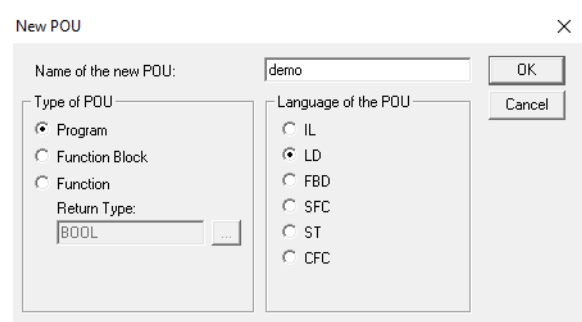 New POU
Name of the new POU:
demo
OK
Cancel
Type of POU
Program
Function Block
Function
Return Type:
BOOL
...
Language of the POU
IL
LD
FBD
SFC
ST
CFC